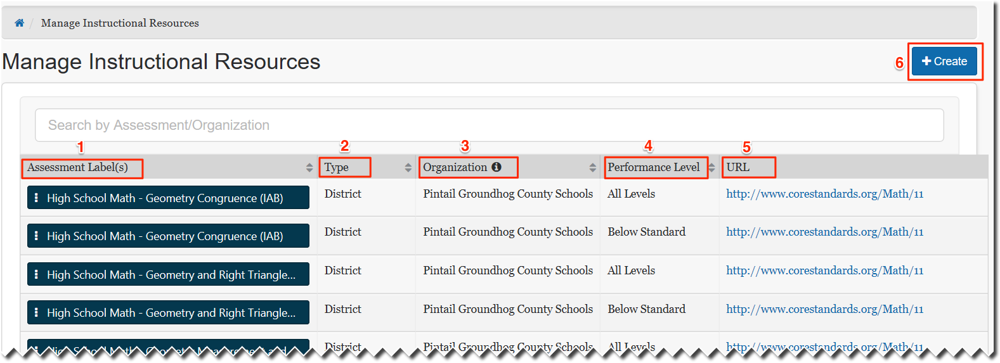 / Manage Instructional Resources
Manage Instructional Resources
6
+ Create
Search by Assessment/Organization
1 2 3 4 5
Assessment Label(s) Type Organization Performance Level URL
High School Math - Geometry Congruence (IAB) District Pintail Groundhog County Schools All Levels http://www.corestandards.org/Math/11
High School Math - Geometry Congruence (IAB) District Pintail Groundhog County Schools Below Standard http://www.corestandards.org/Math/11
High School Math - Geometry and Right Triangle... District Pintail Groundhog County Schools All Levels http://www.corestandards.org/Math/11
High School Math - Geometry and Right Triangle... District Pintail Groundhog County Schools Below Standard http://www.corestandards.org/Math/11
High School Math - Geometry Measurement and District Pintail Groundhog County Schools All Levels http://www.corestandards.org/Math/11